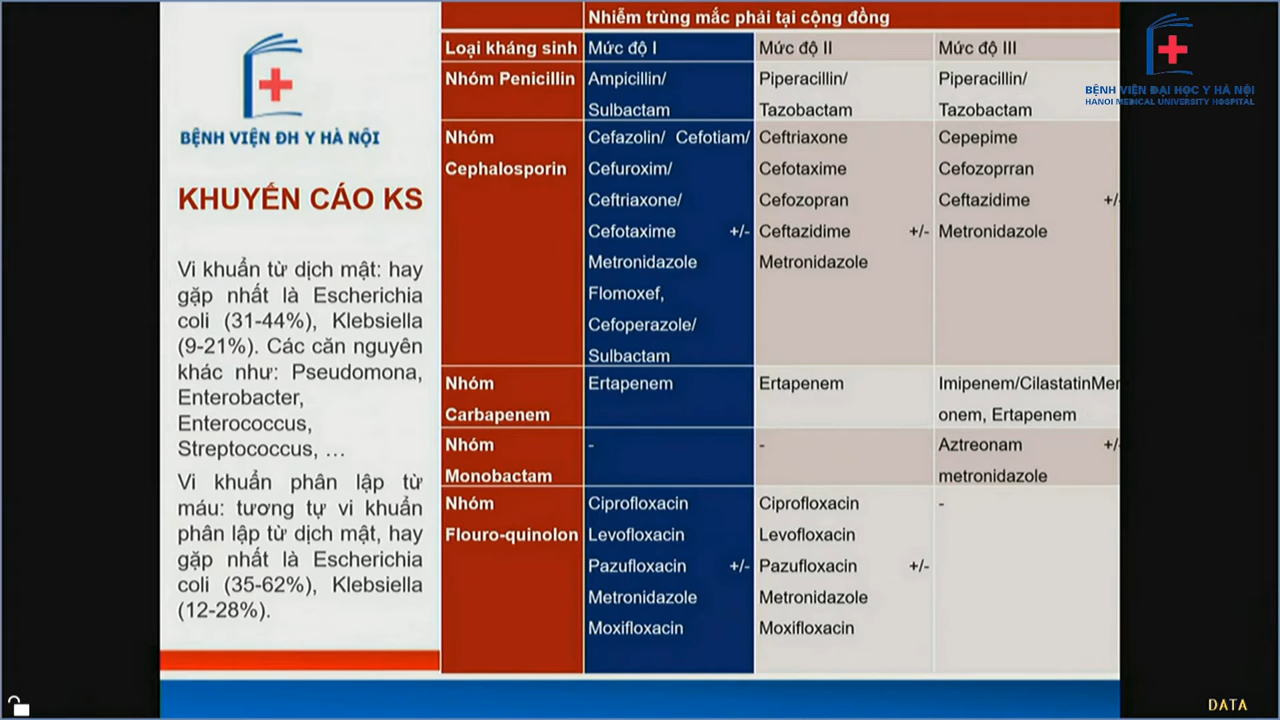 BỆNH VIỆN ĐH Y HÀ NỘI
KHUYẾN CÁO KS
Vi khuẩn từ dịch mật: hay
gặp nhất là Escherichia
coli (31-44%), Klebsiella
(9-21%). Các căn nguyên
khác như: Pseudomona,
Enterobacter,
Enterococcus,
Streptococcus, …
Vi khuẩn phân lập từ
máu: tương tự vi khuẩn
phân lập từ dịch mật, hay
gặp nhất là Escherichia
coli (35-62%), Klebsiella
(12-28%).
Nhiễm trùng mắc phải tại cộng đồng
Loại kháng sinh Mức độ I Mức độ II Mức độ III
Nhóm Penicillin Ampicillin/ Piperacillin/ Piperacillin/
Sulbactam Tazobactam Tazobactam
Nhóm Cefazolin/ Cefotiam/ Ceftriaxone Cepepime
Cephalosporin Cefuroxim/ Cefotaxime Cefozoprran
Ceftriaxone/ Cefozopran Ceftazidime +/-
Cefotaxime +/- Ceftazidime +/- Metronidazole
Metronidazole Metronidazole
Flomoxef,
Cefoperazole/
Sulbactam
Nhóm Ertapenem Ertapenem Imipenem/CilastatinMer
Carbapenem onem, Ertapenem
Nhóm - - Aztreonam +/-
Monobactam metronidazole
Nhóm Ciprofloxacin Ciprofloxacin -
Flouro-quinolon Levofloxacin Levofloxacin
Pazufloxacin +/- Pazufloxacin +/-
Metronidazole Metronidazole
Moxifloxacin Moxifloxacin
BỆNH VIỆN ĐẠI HỌC Y HÀ NỘI
HANOI MEDICAL UNIVERSITY HOSPITAL
DATA